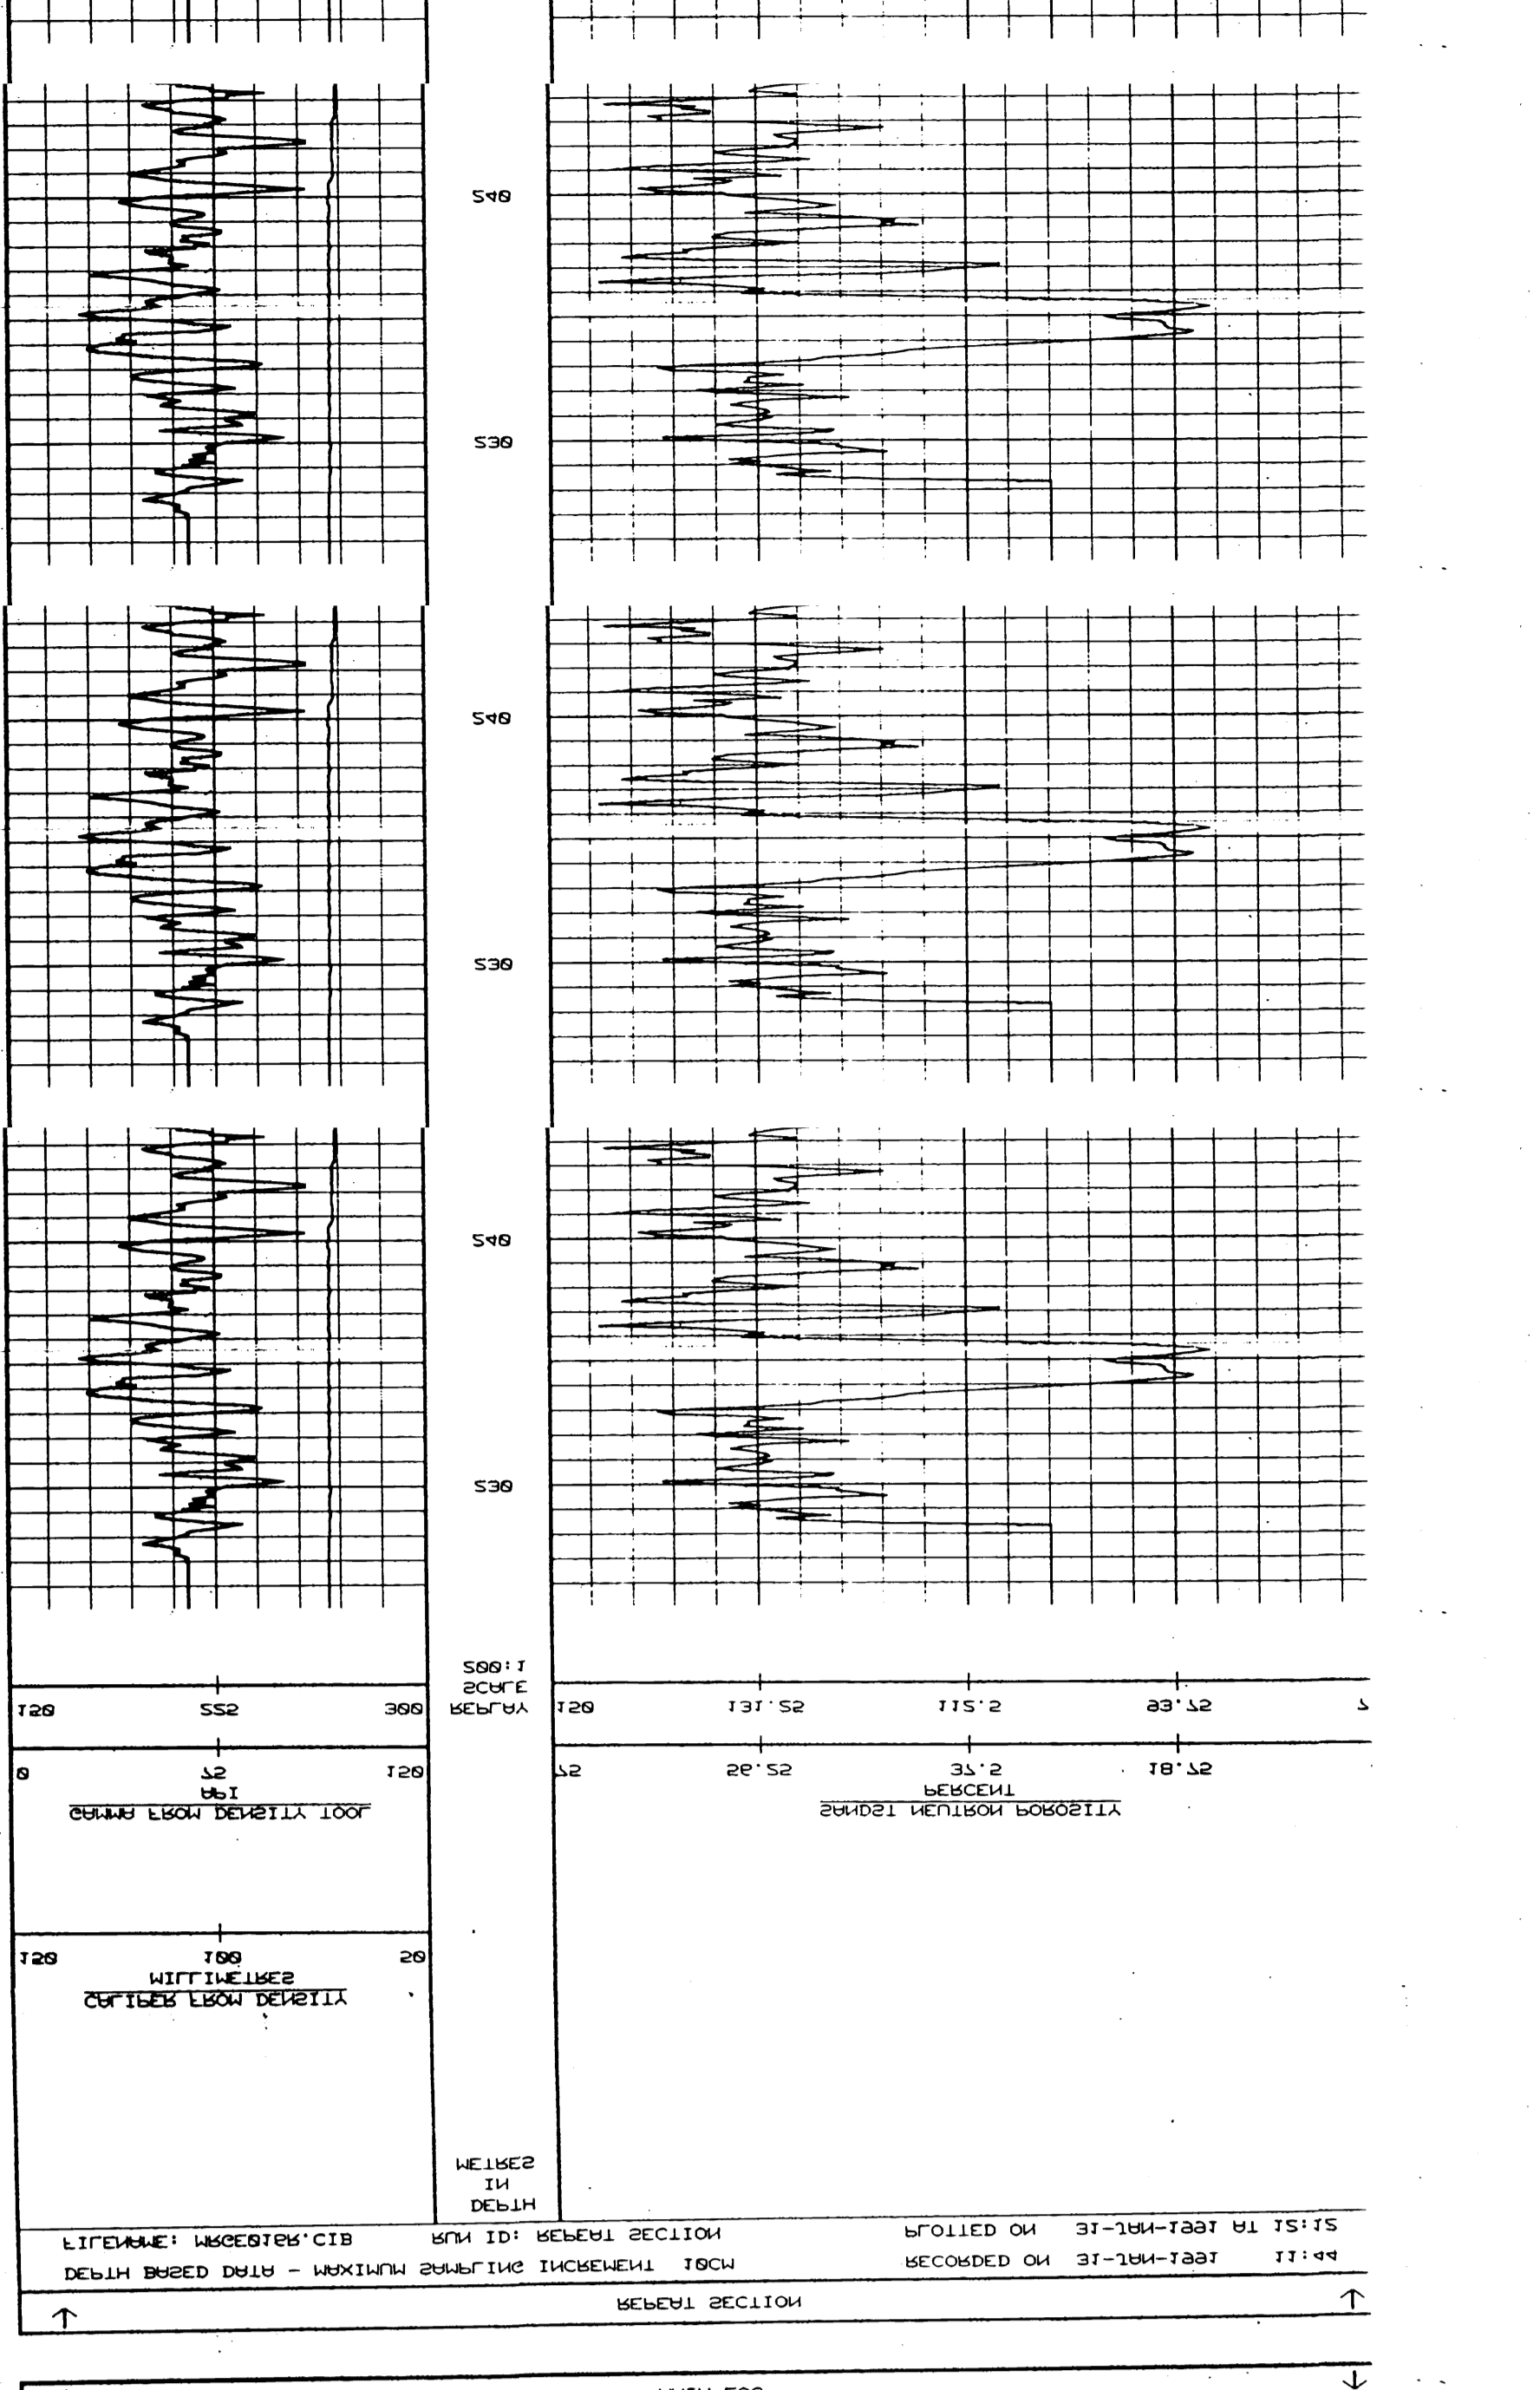 REPEAT SECTION
DEPTH BASED DATA - MAXIMUM SAMPLING INCREMENT 10CM RECORDED ON 31-JAN-1991 11:44
FILENAME: RUN ID: REPEAT SECTION PLOTTED ON 31-JAN-1991 AT 12:12
DEPTH
IN
METRES
CALIPER FROM DENSITY
MILLIMETRES
150 100 50
GAMMA FROM DENSITY TOOL
API
0 75 150
SANDST NEUTRON POROSITY
PERCENT
75 56.25 37.5 18.75
150 225 300
REPLAY
SCALE
200:1
150 131.25 112.5 93.75
230
240
230
240
230
240